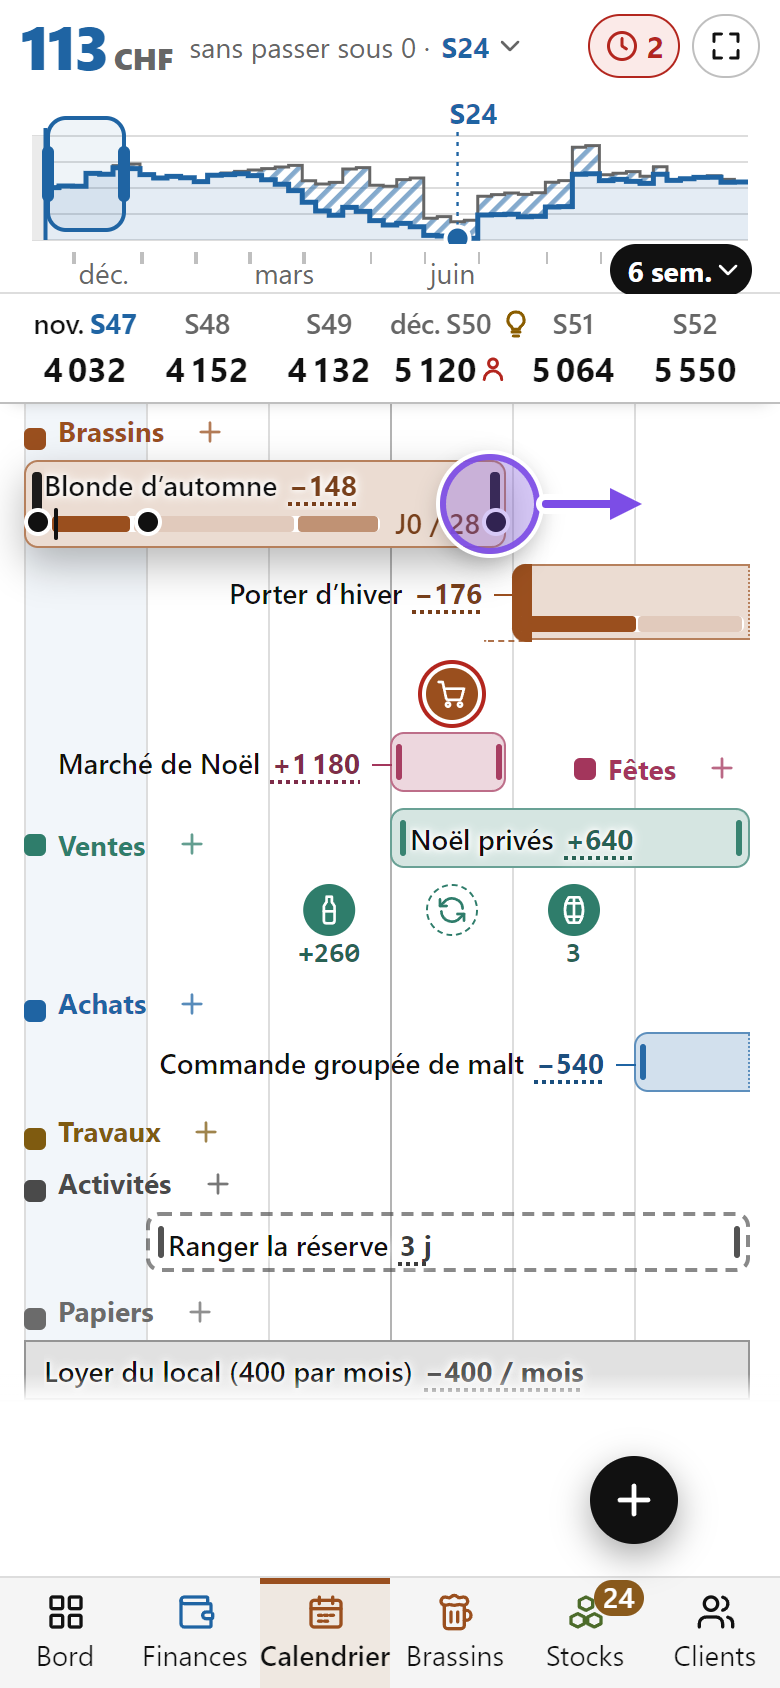 113 CHF sans passer sous 0 · S24
2
S24
déc. mars juin
6 sem.
nov. S47 S48 S49 déc. S50 S51 S52
4 032 4 152 4 132 5 120 5 064 5 550
Brassins +
Blonde d’automne −148
J0 / 28
Porter d’hiver −176
Marché de Noël +1 180
Fêtes +
Ventes +
Noël privés +640
+260 3
Achats +
Commande groupée de malt −540
Travaux +
Activités +
Ranger la réserve 3 j
Papiers +
Loyer du local (400 par mois) −400 / mois
+
24
Bord Finances Calendrier Brassins Stocks Clients